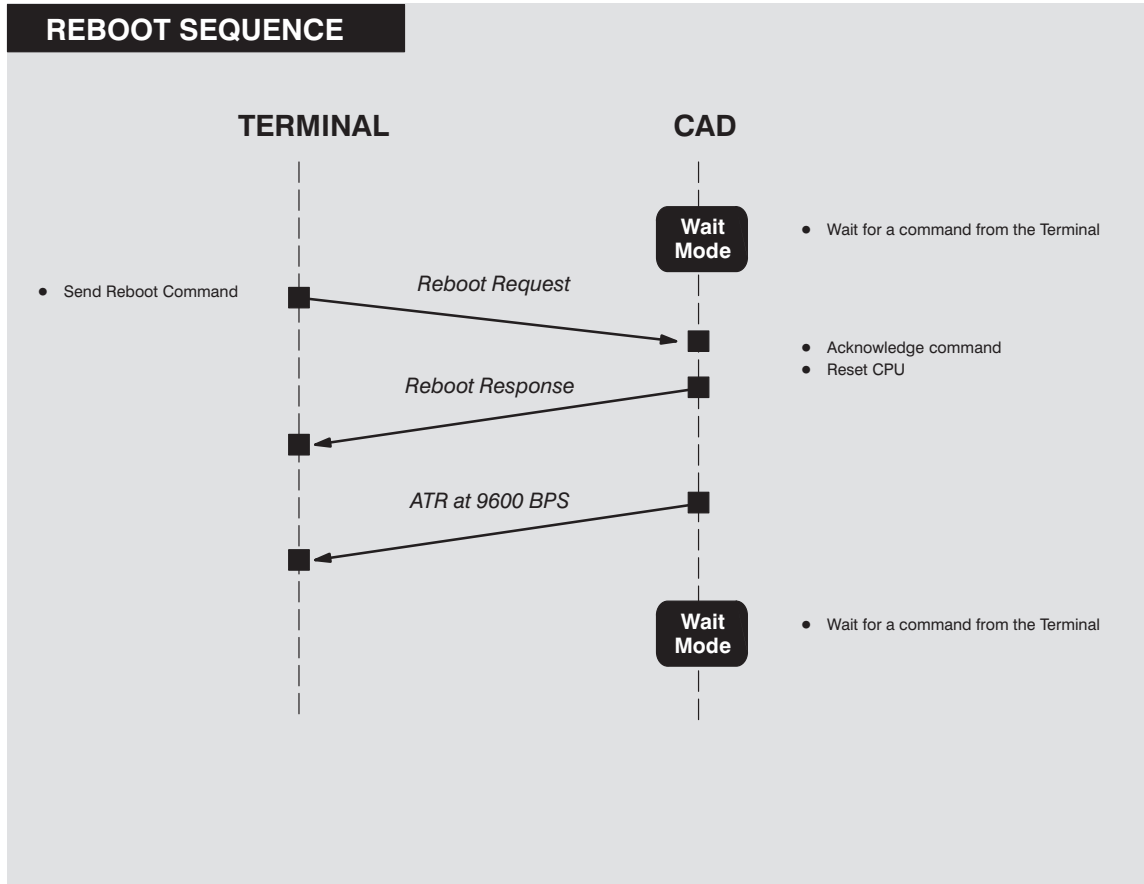 REBOOT SEQUENCE
TERMINAL
CAD
Wait
Mode
● Wait for a command from the Terminal
● Send Reboot Command
Reboot Request
● Acknowledge command
● Reset CPU
Reboot Response
ATR at 9600 BPS
Wait
Mode
● Wait for a command from the Terminal